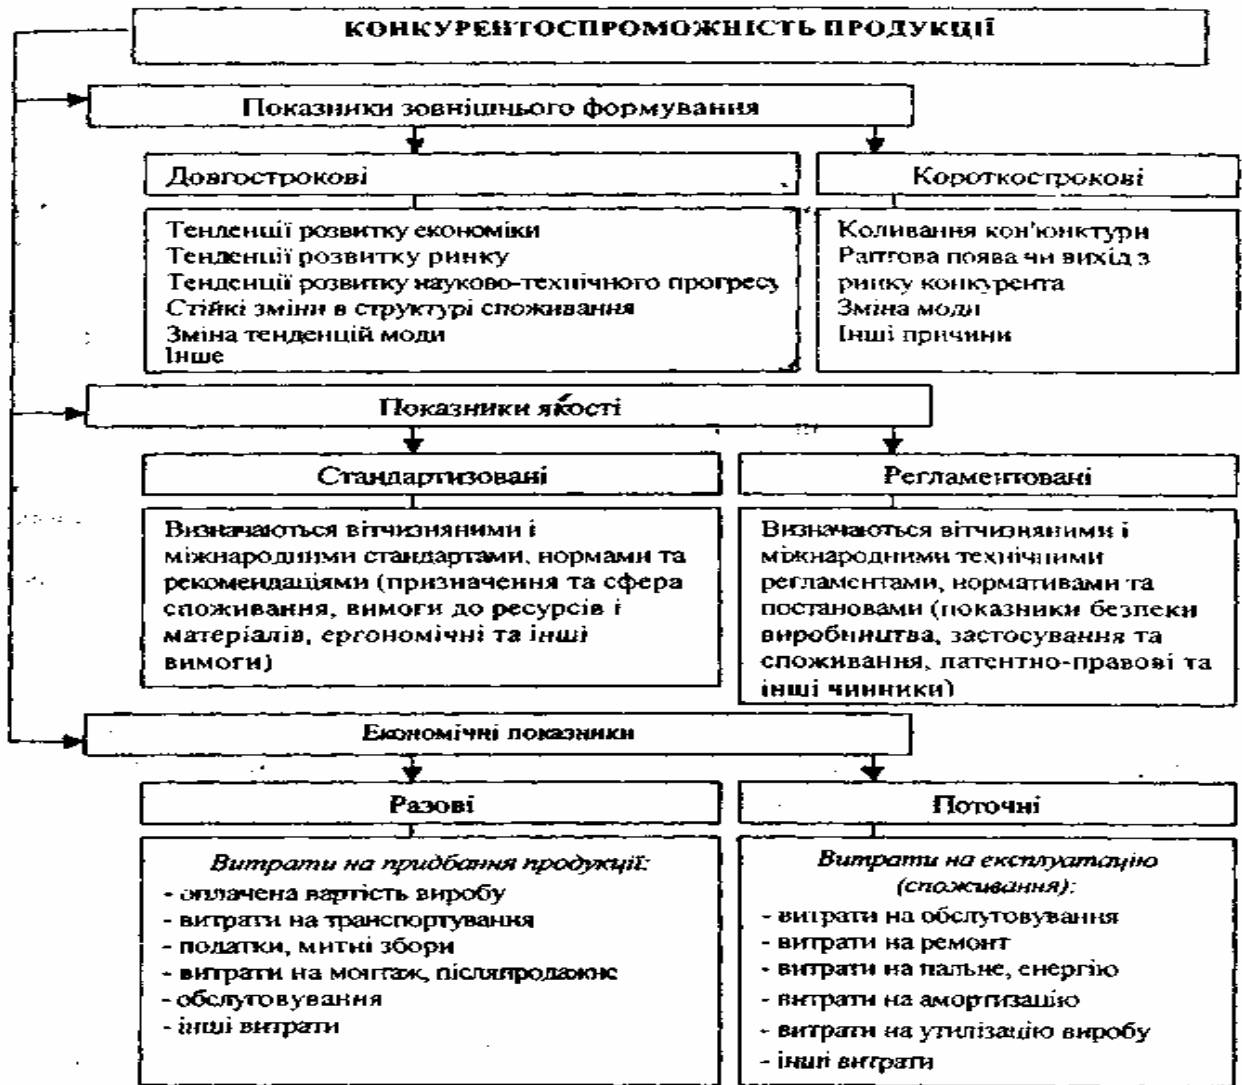 КОНКУРЕНТОСПРОМОЖНІСТЬ ПРОДУКЦІЇ
Показники зовнішнього формування
Довгострокові
Короткострокові
Тенденції розвитку економіки
Тенденції розвитку ринку
Тенденції розвитку науково-технічного прогресу
Стійкі зміни в структурі споживання
Зміна тенденцій моди
Інше
Коливання кон'юнктури
Раптова поява чи вихід з
ринку конкурента
Зміна моди
Інші причини
Показники якості
Стандартизовані
Регламентовані
Визначаються вітчизняними і
міжнародними стандартами, нормами та
рекомендаціями (призначення та сфера
споживання, вимоги до ресурсів і
матеріалів, ергономічні та інші
вимоги)
Визначаються вітчизняними і
міжнародними технічними
регламентами, нормативами та
постановами (показники безпеки
виробництва, застосування та
споживання, патентно-правові та
інші чинники)
Економічні показники
Разові
Поточні
Витрати на придбання продукції:
- оплачена вартість виробу
- витрати на транспортування
- податки, митні збори
- витрати на монтаж, післяпродажне
- обслуговування
- інші витрати
Витрати на експлуатацію
(споживання):
- витрати на обслуговування
- витрати на ремонт
- витрати на пальне, енергію
- витрати на амортизацію
- витрати на утилізацію виробу
- інші витрати